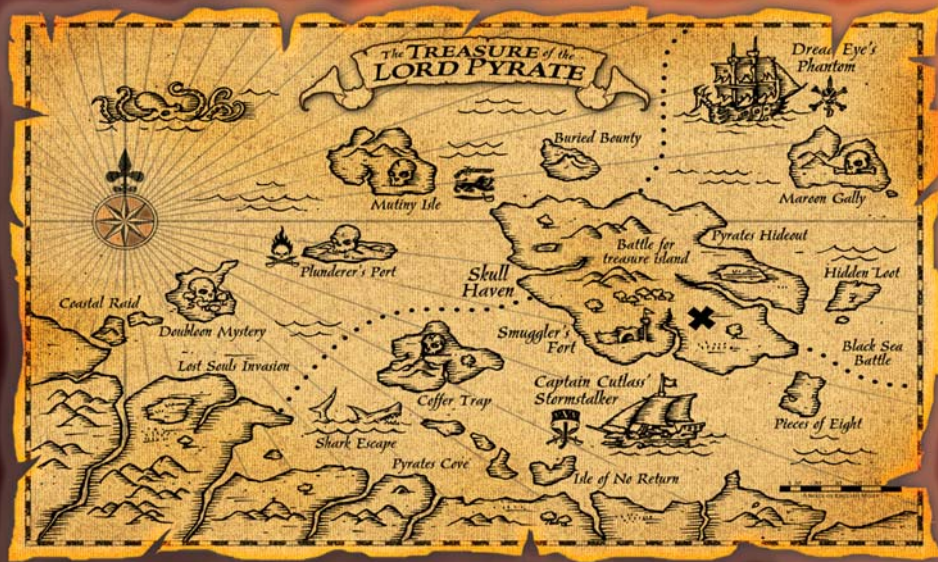 The TREASURE of the
LORD PYRATE
Dread Eye's
Phantom
Buried Bounty
Mutiny Isle
Maroon Gally
Pyrates Hideout
Battle for
treasure island
Plunderer's Port
Skull
Haven
Hidden Loot
Coastal Raid
Doubloon Mystery
Smuggler's
Fort
Black Sea
Battle
Lost Souls Invasion
Captain Cutlass'
Stormstalker
Coffer Trap
Pieces of Eight
Shark Escape
Pyrates Cove
Isle of No Return